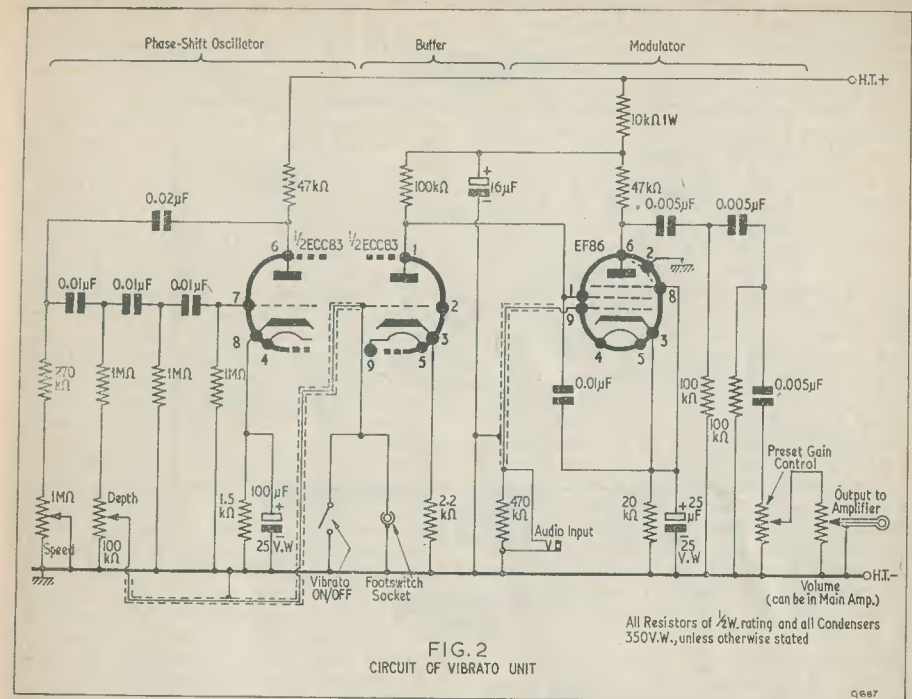 Phase-Shift Oscillator
Buffer
Modulator
H.T.+
10kΩ 1W
47kΩ
100kΩ
+
16µF
−
47kΩ
0.005µF
0.005µF
0.02µF
6
½ECC83
½ECC83
1
EF86
6
2
0.01µF
0.01µF
0.01µF
7
2
1
8
9
8
4
3
9
5
4
5
3
270
kΩ
1MΩ
1MΩ
1MΩ
0.01µF
100
kΩ
100
kΩ
0.005µF
1MΩ
Speed
Depth
100
kΩ
1.5
kΩ
100µF
+
−
25 V.W
2.2
kΩ
470
kΩ
Audio Input
20
kΩ
+
25
µF
−
25
V.W
Preset Gain
Control
Output to
Amplifier
Vibrato
ON/OFF
Footswitch
Socket
H.T.-
Volume
(can be in Main Amp.)
All Resistors of ½W. rating and all Condensers
350V.W., unless otherwise stated
FIG. 2
CIRCUIT OF VIBRATO UNIT
G687